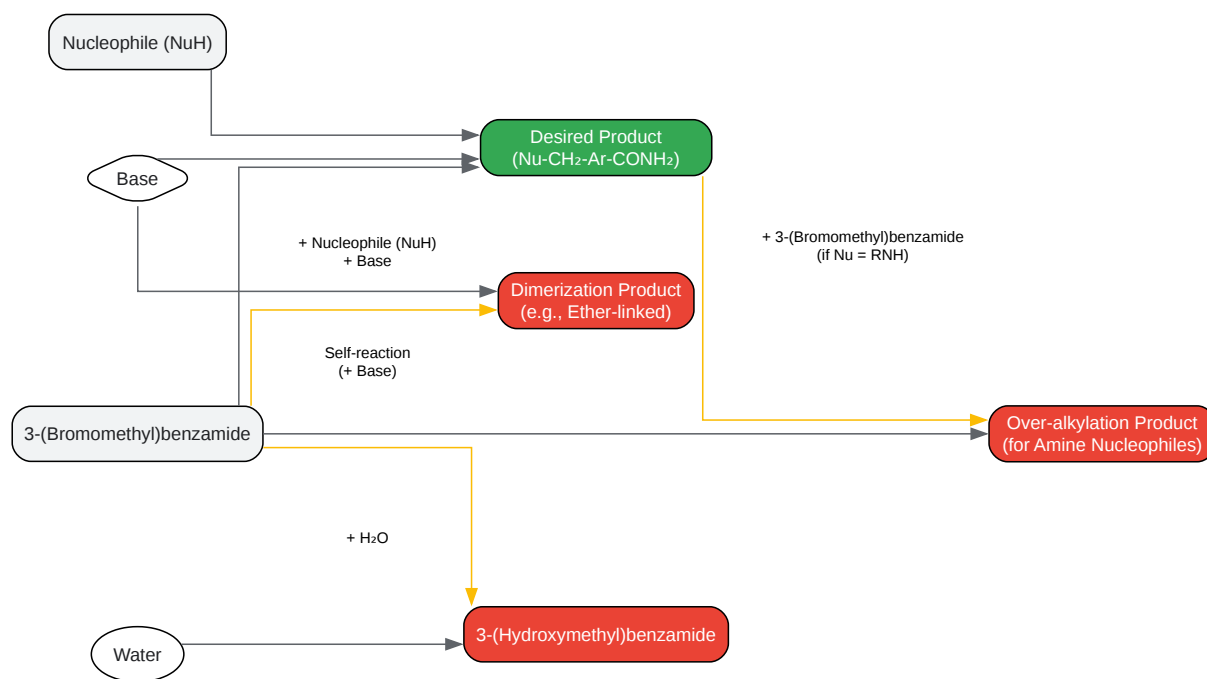 Nucleophile (NuH)
Desired Product
(Nu-CH₂-Ar-CONH₂)
Base
+ Nucleophile (NuH)
+ Base
+ 3-(Bromomethyl)benzamide
(if Nu = RNH)
Dimerization Product
(e.g., Ether-linked)
Self-reaction
(+ Base)
3-(Bromomethyl)benzamide
Over-alkylation Product
(for Amine Nucleophiles)
+ H₂O
3-(Hydroxymethyl)benzamide
Water